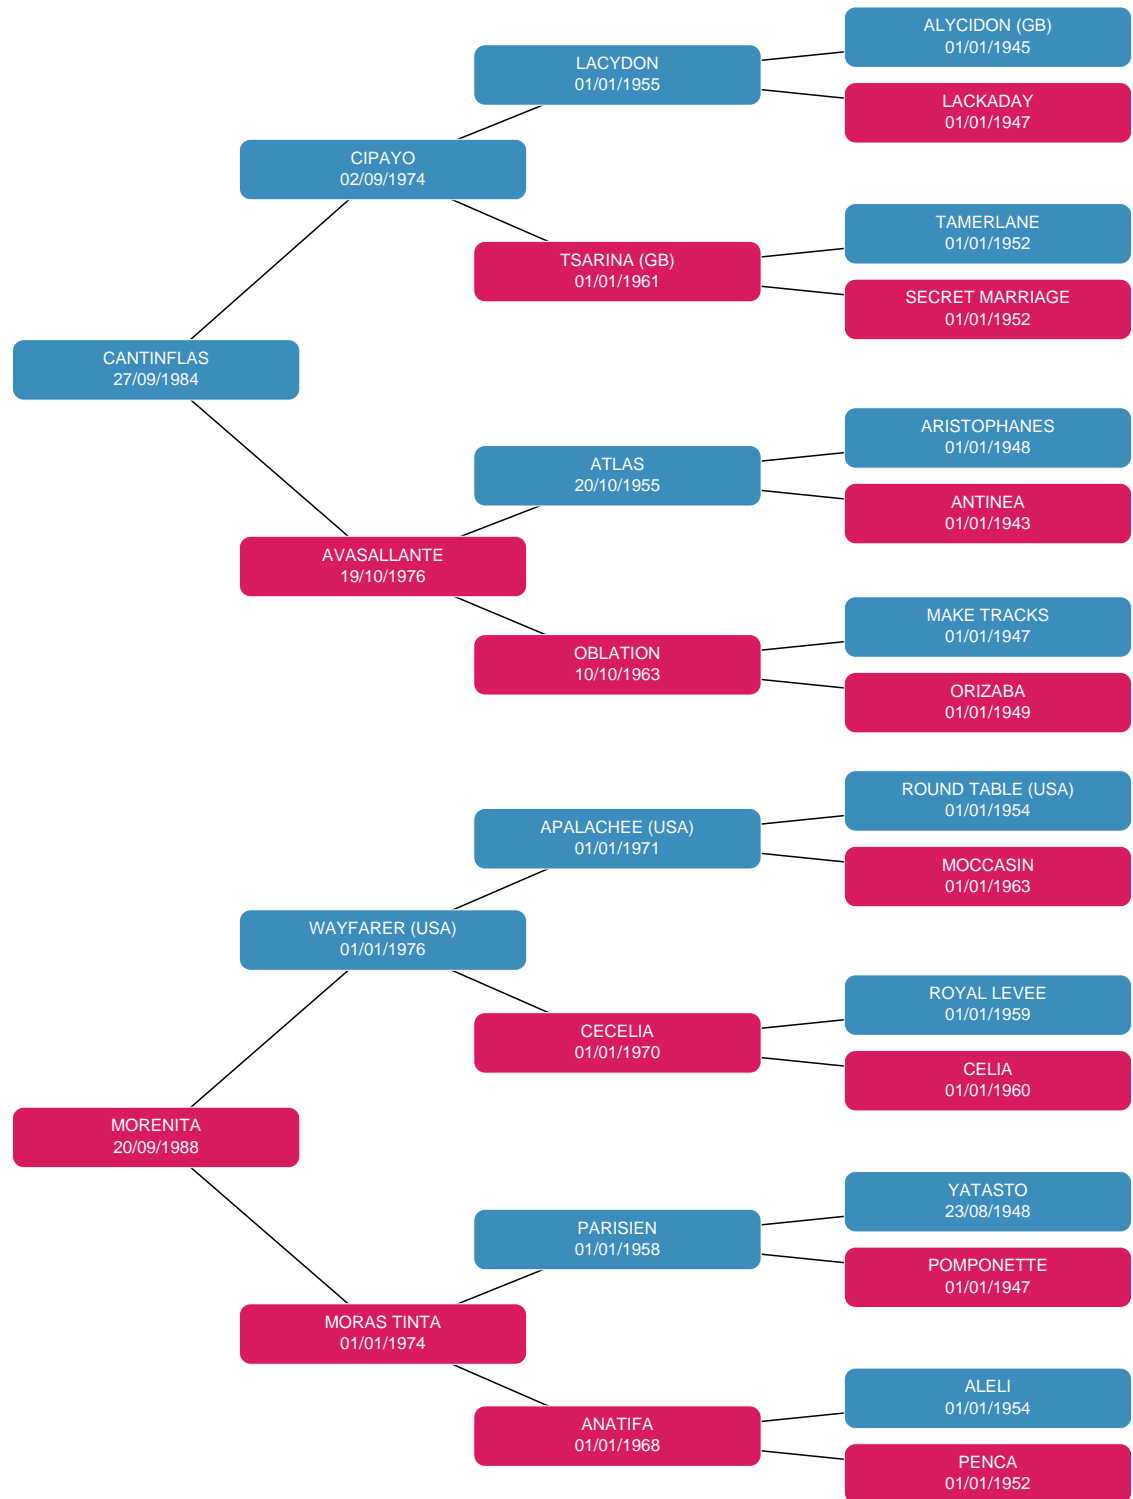 ALYCIDON (GB)
01/01/1945
LACYDON
01/01/1955
LACKADAY
01/01/1947
CIPAYO
02/09/1974
TAMERLANE
01/01/1952
TSARINA (GB)
01/01/1961
SECRET MARRIAGE
01/01/1952
CANTINFLAS
27/09/1984
ARISTOPHANES
01/01/1948
ATLAS
20/10/1955
ANTINEA
01/01/1943
AVASALLANTE
19/10/1976
MAKE TRACKS
01/01/1947
OBLATION
10/10/1963
ORIZABA
01/01/1949
ROUND TABLE (USA)
01/01/1954
APALACHEE (USA)
01/01/1971
MOCCASIN
01/01/1963
WAYFARER (USA)
01/01/1976
ROYAL LEVEE
01/01/1959
CECELIA
01/01/1970
CELIA
01/01/1960
MORENITA
20/09/1988
YATASTO
23/08/1948
PARISIEN
01/01/1958
POMPONETTE
01/01/1947
MORAS TINTA
01/01/1974
ALELI
01/01/1954
ANATIFA
01/01/1968
PENCA
01/01/1952